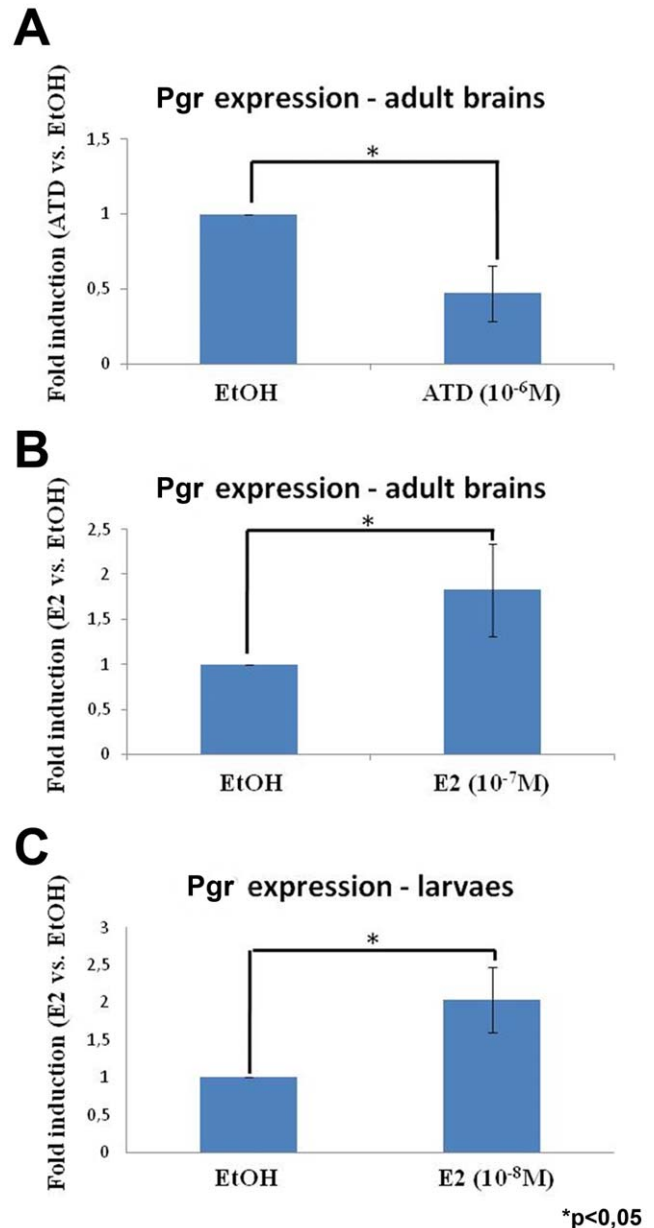 A
Pgr expression - adult brains
Fold induction (ATD vs. EtOH)
1,5
1
0,5
0
*
EtOH
ATD (10⁻⁶M)
B
Pgr expression - adult brains
Fold induction (E2 vs. EtOH)
2,5
2
1,5
1
0,5
0
*
EtOH
E2 (10⁻⁷M)
C
Pgr expression - larvaes
Fold induction (E2 vs. EtOH)
3
2,5
2
1,5
1
0,5
0
*
EtOH
E2 (10⁻⁸M)
*p<0,05